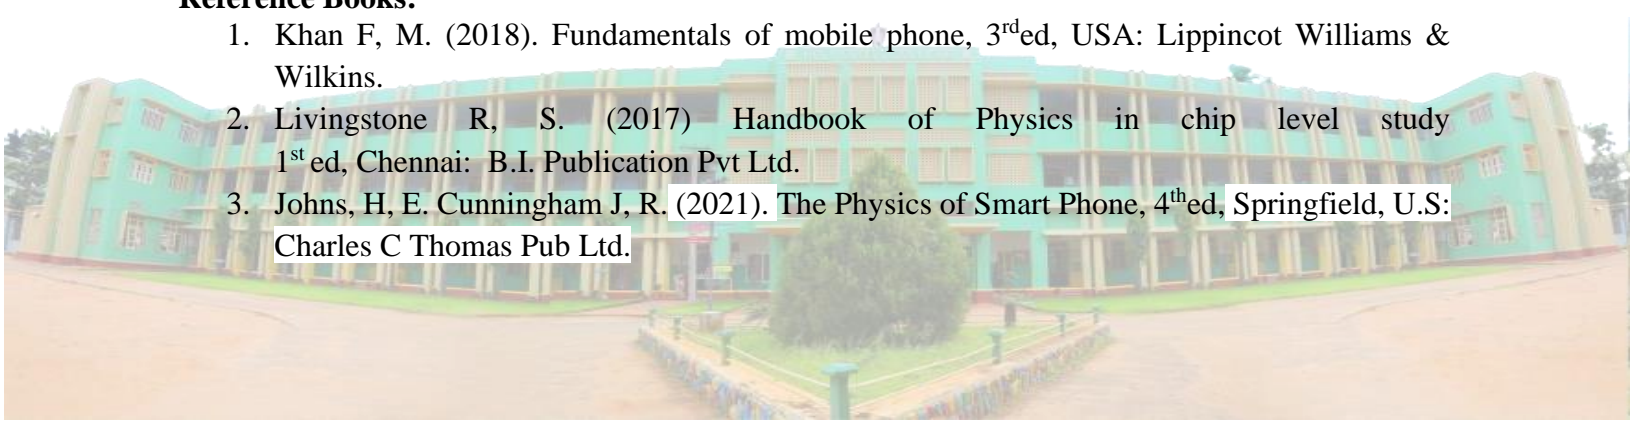 Reference Books:
1. Khan F, M. (2018). Fundamentals of mobile phone, 3rded, USA: Lippincot Williams &
Wilkins.
2. Livingstone R, S. (2017) Handbook of Physics in chip level study
1st ed, Chennai: B.I. Publication Pvt Ltd.
3. Johns, H, E. Cunningham J, R. (2021). The Physics of Smart Phone, 4thed, Springfield, U.S:
Charles C Thomas Pub Ltd.